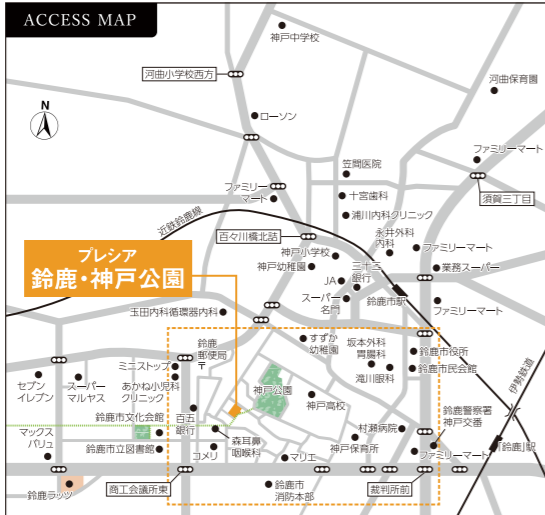 ACCESS MAP
神戸中学校
河曲小学校西方
河曲保育園
N
ローソン
笠間医院
ファミリーマート
ファミリー
マート
十宮歯科
須賀三丁目
近鉄鈴鹿線
浦川内科クリニック
百々川橋北詰
永井外科
内科
ファミリーマート
神戸小学校
プレシア
鈴鹿・神戸公園
神戸幼稚園
三十三
銀行
業務スーパー
JA
スーパー
名門
鈴鹿市駅
ファミリーマート
玉田内科循環器内科
鈴鹿
郵便局
〒
すずか
幼稚園
坂本外科
胃腸科
鈴鹿市役所
伊勢鉄道
ミニストップ
滝川眼科
鈴鹿市民会館
セブン
イレブン
スーパー
マルヤス
あかね小児科
クリニック
神戸公園
神戸高校
鈴鹿市文化会館
百五
銀行
村瀬病院
鈴鹿警察署
神戸交番
マックス
バリュ
鈴鹿市立図書館
コメリ
森耳鼻
咽喉科
マリエ
神戸保育所
ファミリーマート
「鈴鹿」駅
鈴鹿ラッツ
商工会議所東
鈴鹿市
消防本部
裁判所前